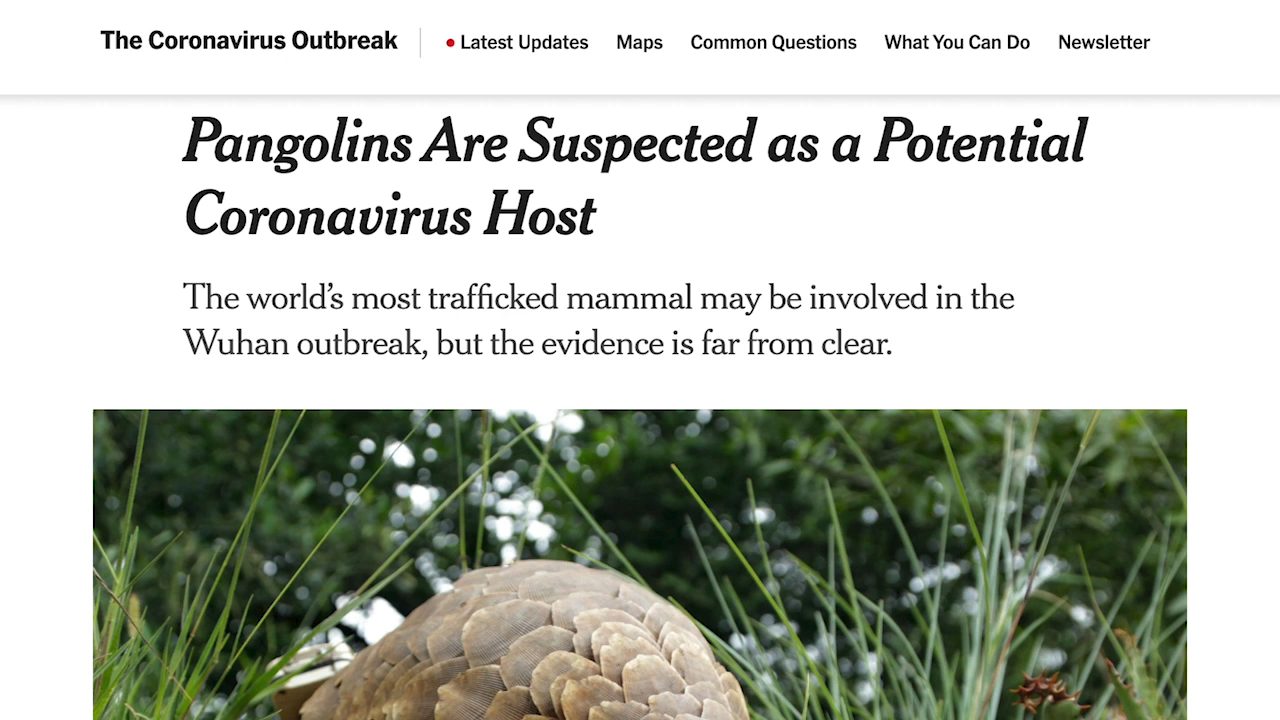 The Coronavirus Outbreak
Latest Updates Maps Common Questions What You Can Do Newsletter
Pangolins Are Suspected as a Potential
Coronavirus Host
The world’s most trafficked mammal may be involved in the
Wuhan outbreak, but the evidence is far from clear.